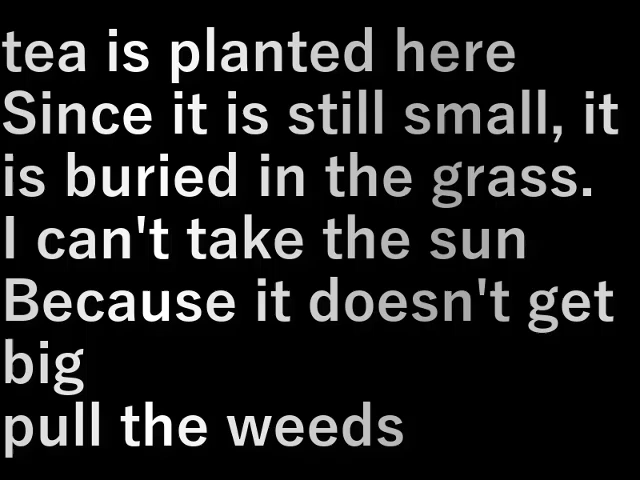 tea is planted here
Since it is still small, it
is buried in the grass.
I can't take the sun
Because it doesn't get
big
pull the weeds